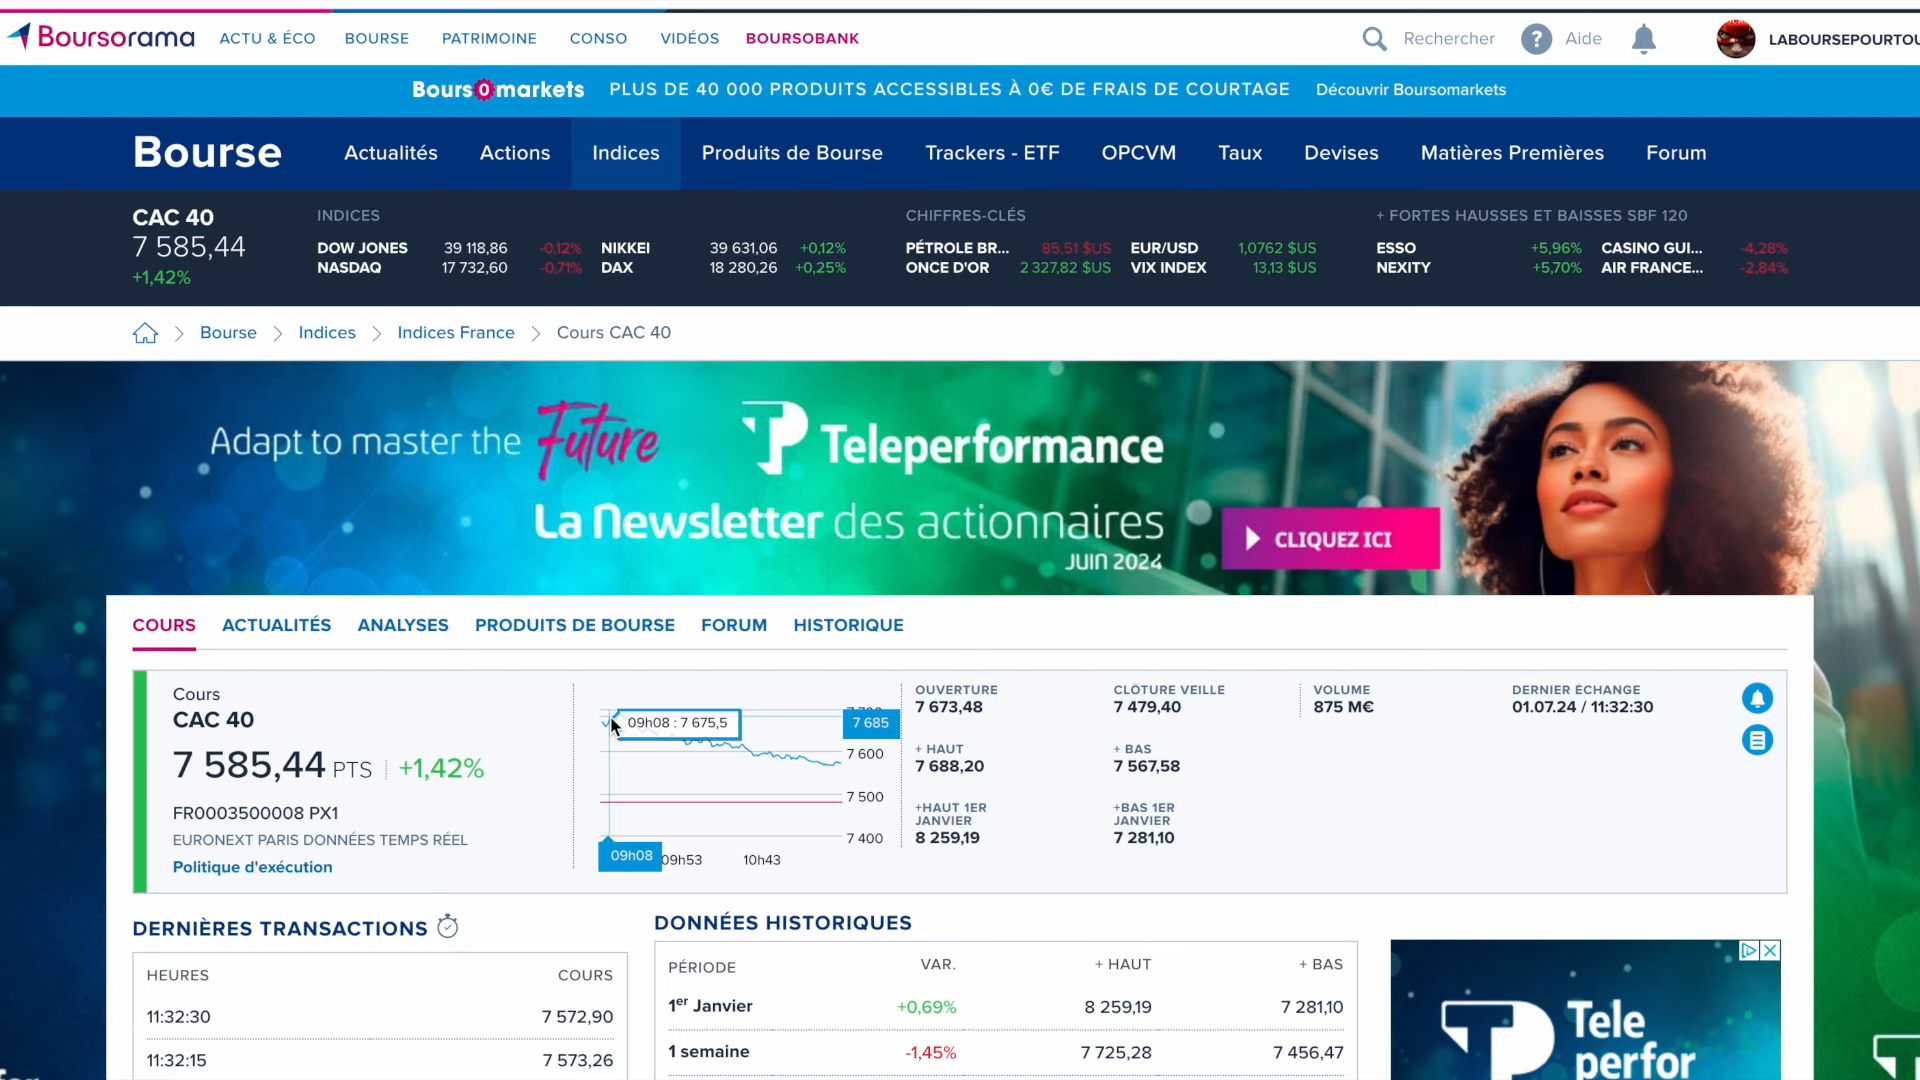 Boursorama ACTU & ÉCO BOURSE PATRIMOINE CONSO VIDÉOS BOURSOBANK Rechercher ? Aide
BoursOmarkets PLUS DE 40 000 PRODUITS ACCESSIBLES À 0€ DE FRAIS DE COURTAGE Découvrir Boursomarkets
Bourse Actualités Actions Indices Produits de Bourse Trackers - ETF OPCVM Taux Devises Matières Premières Forum
CAC 40 INDICES CHIFFRES-CLÉS + FORTES HAUSSES ET BAISSES SBF 120
7 585,44 DOW JONES 39 118,86 -0,12% NIKKEI 39 631,06 +0,12% PÉTROLE BR... 85,51 $US EUR/USD 1,0762 $US ESSO +5,96% CASINO GUI... -4,28%
+1,42% NASDAQ 17 732,60 -0,71% DAX 18 280,26 +0,25% ONCE D'OR 2 327,82 $US VIX INDEX 13,13 $US NEXITY +5,70% AIR FRANCE... -2,84%
Bourse Indices Indices France Cours CAC 40
Adapt to master the Future Teleperformance
La Newsletter des actionnaires
JUIN 2024
CLIQUEZ ICI
COURS ACTUALITÉS ANALYSES PRODUITS DE BOURSE FORUM HISTORIQUE
Cours
CAC 40
7 585,44 PTS +1,42%
FR0003500008 PX1
EURONEXT PARIS DONNÉES TEMPS RÉEL
Politique d'exécution
09h08 : 7 675,5
7 685
7 600
7 500
7 400
09h08 09h53 10h43
OUVERTURE CLÔTURE VEILLE VOLUME DERNIER ÉCHANGE
7 673,48 7 479,40 875 M€ 01.07.24 / 11:32:30
+ HAUT + BAS
7 688,20 7 567,58
+HAUT 1ER +BAS 1ER
JANVIER JANVIER
8 259,19 7 281,10
DERNIÈRES TRANSACTIONS
HEURES COURS
11:32:30 7 572,90
11:32:15 7 573,26
DONNÉES HISTORIQUES
PÉRIODE VAR. + HAUT + BAS
1er Janvier +0,69% 8 259,19 7 281,10
1 semaine -1,45% 7 725,28 7 456,47
Tele
perfor